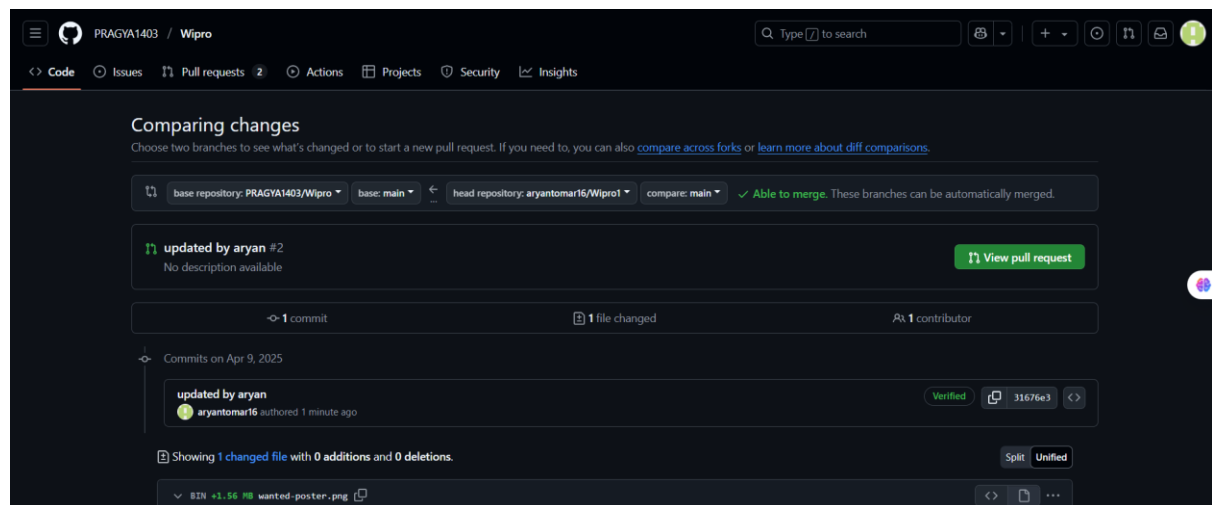 PRAGYA1403 / Wipro Type / to search
Code Issues Pull requests 2 Actions Projects Security Insights
Comparing changes
Choose two branches to see what's changed or to start a new pull request. If you need to, you can also compare across forks or learn more about diff comparisons.
base repository: PRAGYA1403/Wipro base: main ← ... head repository: aryantomar16/Wipro1 compare: main ✓ Able to merge. These branches can be automatically merged.
updated by aryan #2
No description available
View pull request
1 commit 1 file changed 1 contributor
Commits on Apr 9, 2025
updated by aryan
aryantomar16 authored 1 minute ago
Verified 31676e3 <>
Showing 1 changed file with 0 additions and 0 deletions. Split Unified
BIN +1.56 MB wanted-poster.png <> ...